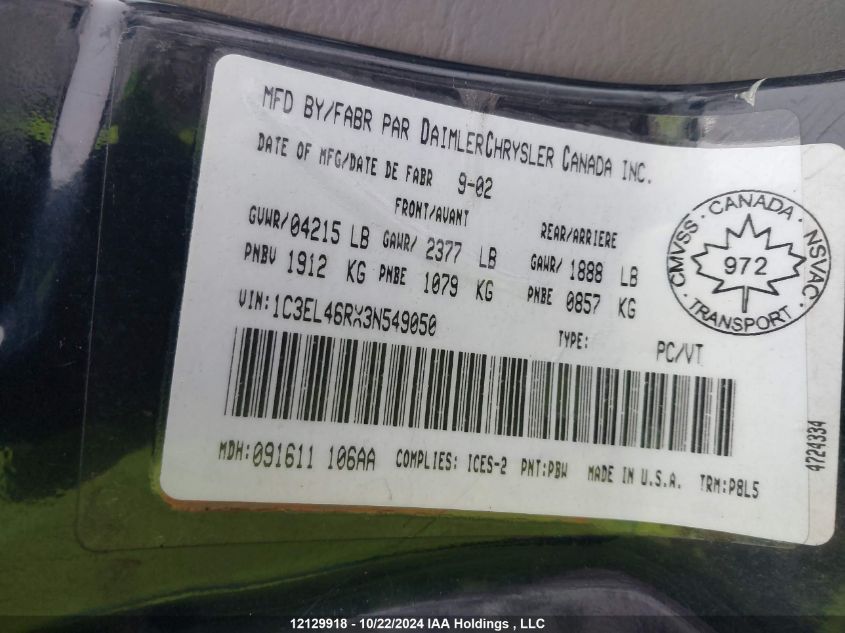 MFD BY/FABR PAR DAIMLERCHRYSLER CANADA INC.
DATE OF MFG/DATE DE FABR 9-02
FRONT/AVANT REAR/ARRIERE
GVWR/04215 LB GAWR/ 2377 LB GAWR/ 1888 LB
PNBV 1912 KG PNBE 1079 KG PNBE 0857 KG
VIN:1C3EL46RX3N549050 TYPE: PC/VT
CMVSS · CANADA · NSVAC
972
TRANSPORT
MDH:091611 106AA COMPLIES: ICES-2 PNT:PBW MADE IN U.S.A. TRM:P8L5
4724334
12129918 - 10/22/2024 IAA Holdings , LLC